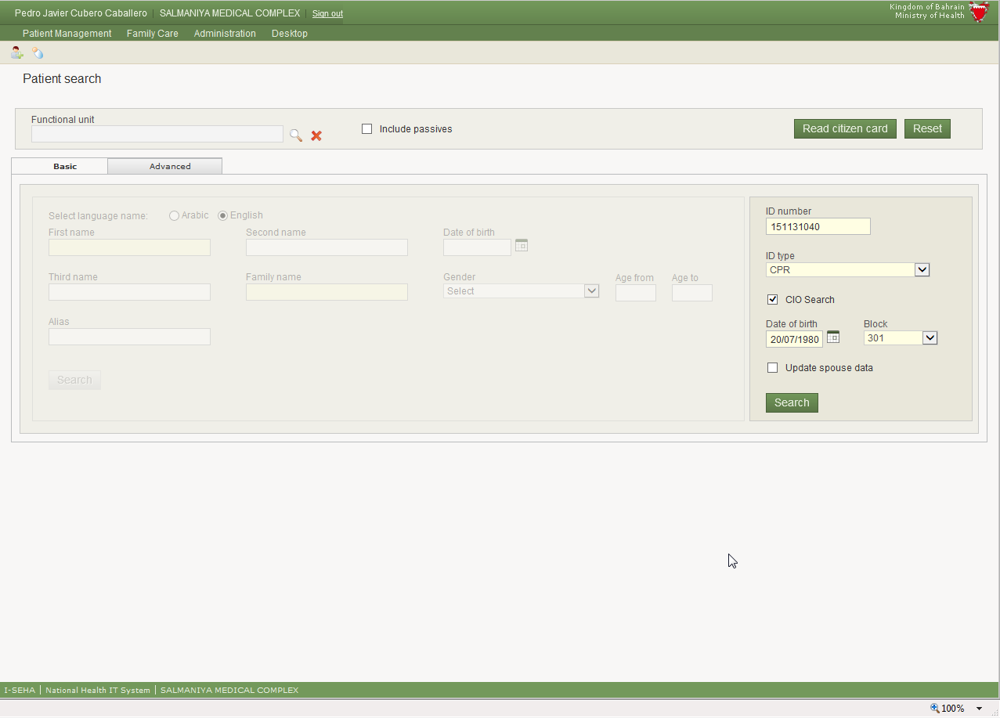 Pedro Javier Cubero Caballero | SALMANIYA MEDICAL COMPLEX | Sign out
Kingdom of Bahrain
Ministry of Health
Patient Management Family Care Administration Desktop
Patient search
Functional unit
Include passives
Read citizen card Reset
Basic Advanced
Select language name: Arabic English
First name Second name Date of birth
Third name Family name Gender Age from Age to
Select
Alias
Search
ID number
151131040
ID type
CPR
CIO Search
Date of birth Block
20/07/1980 301
Update spouse data
Search
I-SEHA | National Health IT System | SALMANIYA MEDICAL COMPLEX
100%